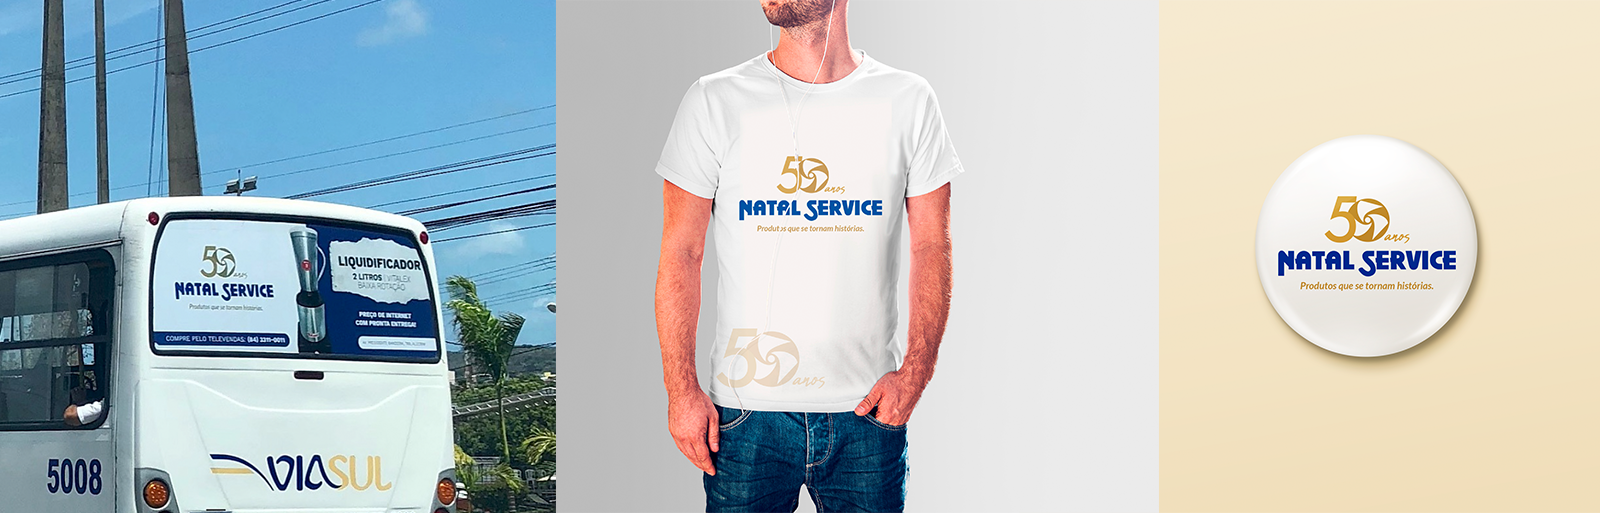 50 anos
NATAL SERVICE
Produtos que se tornam histórias.
LIQUIDIFICADOR
2 LITROS | VITALEX
BAIXA ROTAÇÃO
PREÇO DE INTERNET
COM PRONTA ENTREGA!
COMPRE PELO TELEVENDAS: (84) 3211-0011
5008
VIASUL
50 anos
NATAL SERVICE
Produtos que se tornam histórias.
50 anos
50 anos
NATAL SERVICE
Produtos que se tornam histórias.